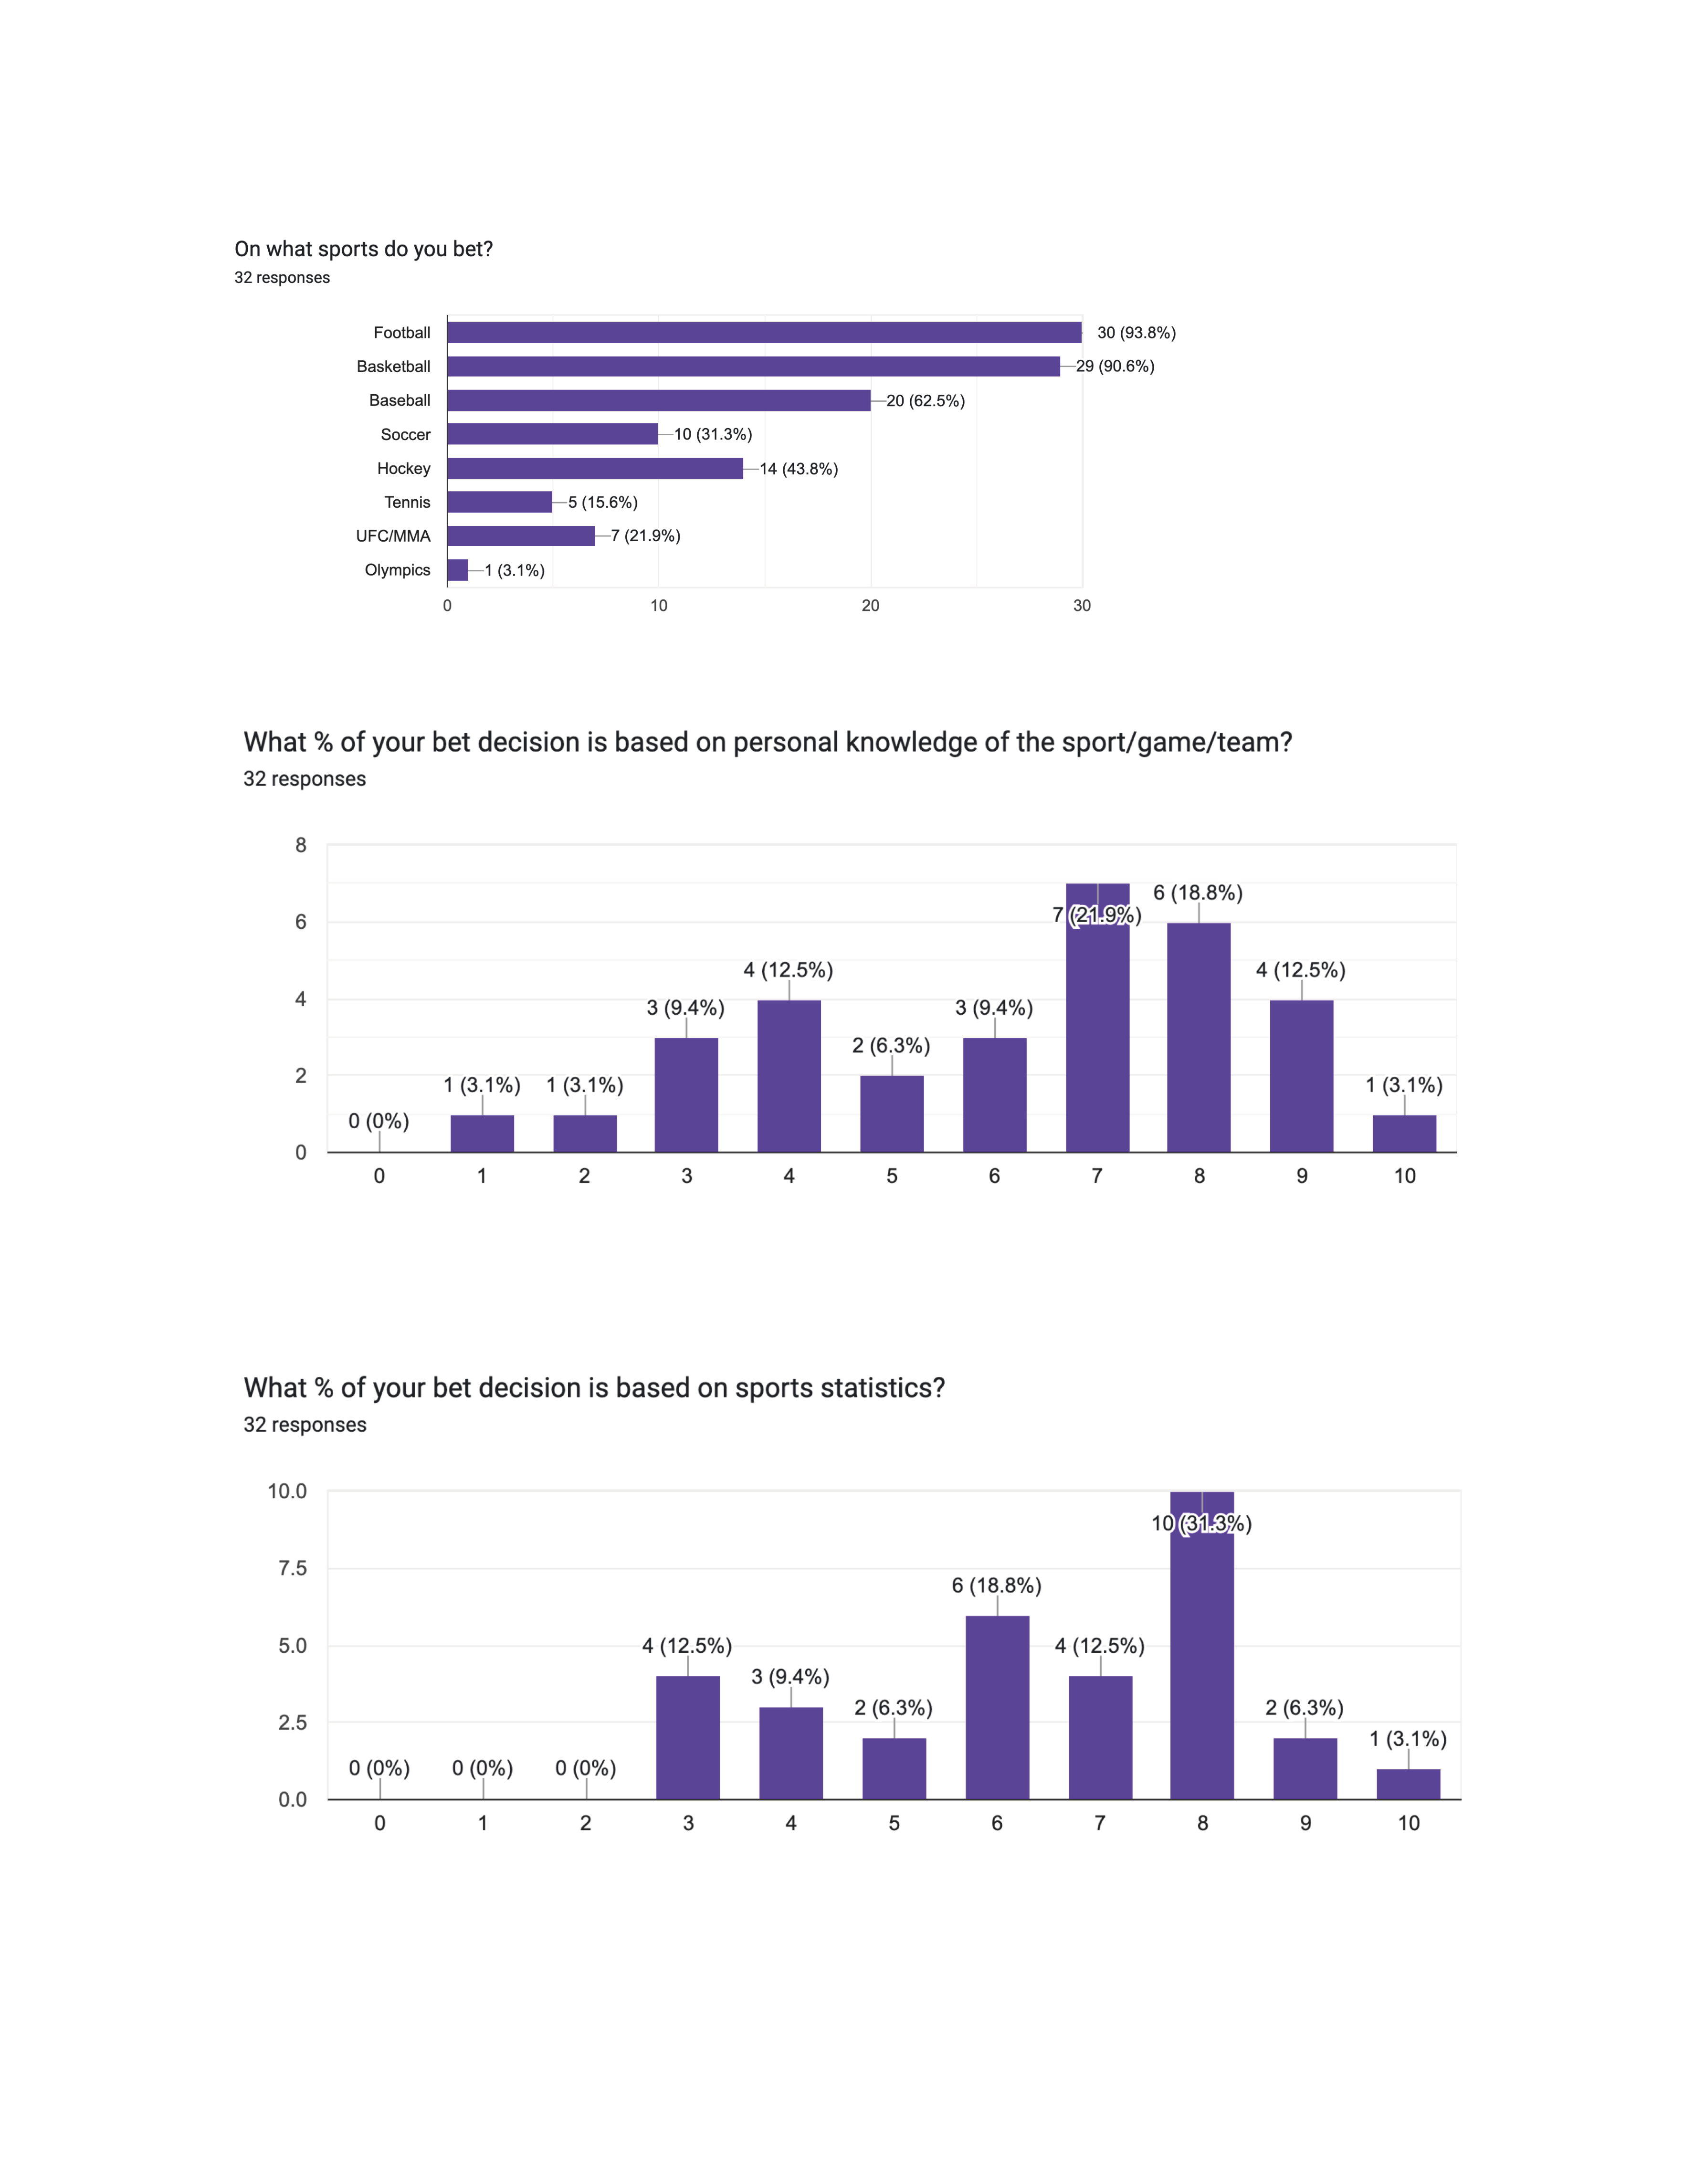 On what sports do you bet?
32 responses
Football 30 (93.8%)
Basketball 29 (90.6%)
Baseball 20 (62.5%)
Soccer 10 (31.3%)
Hockey 14 (43.8%)
Tennis 5 (15.6%)
UFC/MMA 7 (21.9%)
Olympics 1 (3.1%)
0 10 20 30
What % of your bet decision is based on personal knowledge of the sport/game/team?
32 responses
8
6
4
2
0
0 (0%) 1 (3.1%) 1 (3.1%) 3 (9.4%) 4 (12.5%) 2 (6.3%) 3 (9.4%) 7 (21.9%) 6 (18.8%) 4 (12.5%) 1 (3.1%)
0 1 2 3 4 5 6 7 8 9 10
What % of your bet decision is based on sports statistics?
32 responses
10.0
7.5
5.0
2.5
0.0
0 (0%) 0 (0%) 0 (0%) 4 (12.5%) 3 (9.4%) 2 (6.3%) 6 (18.8%) 4 (12.5%) 10 (31.3%) 2 (6.3%) 1 (3.1%)
0 1 2 3 4 5 6 7 8 9 10